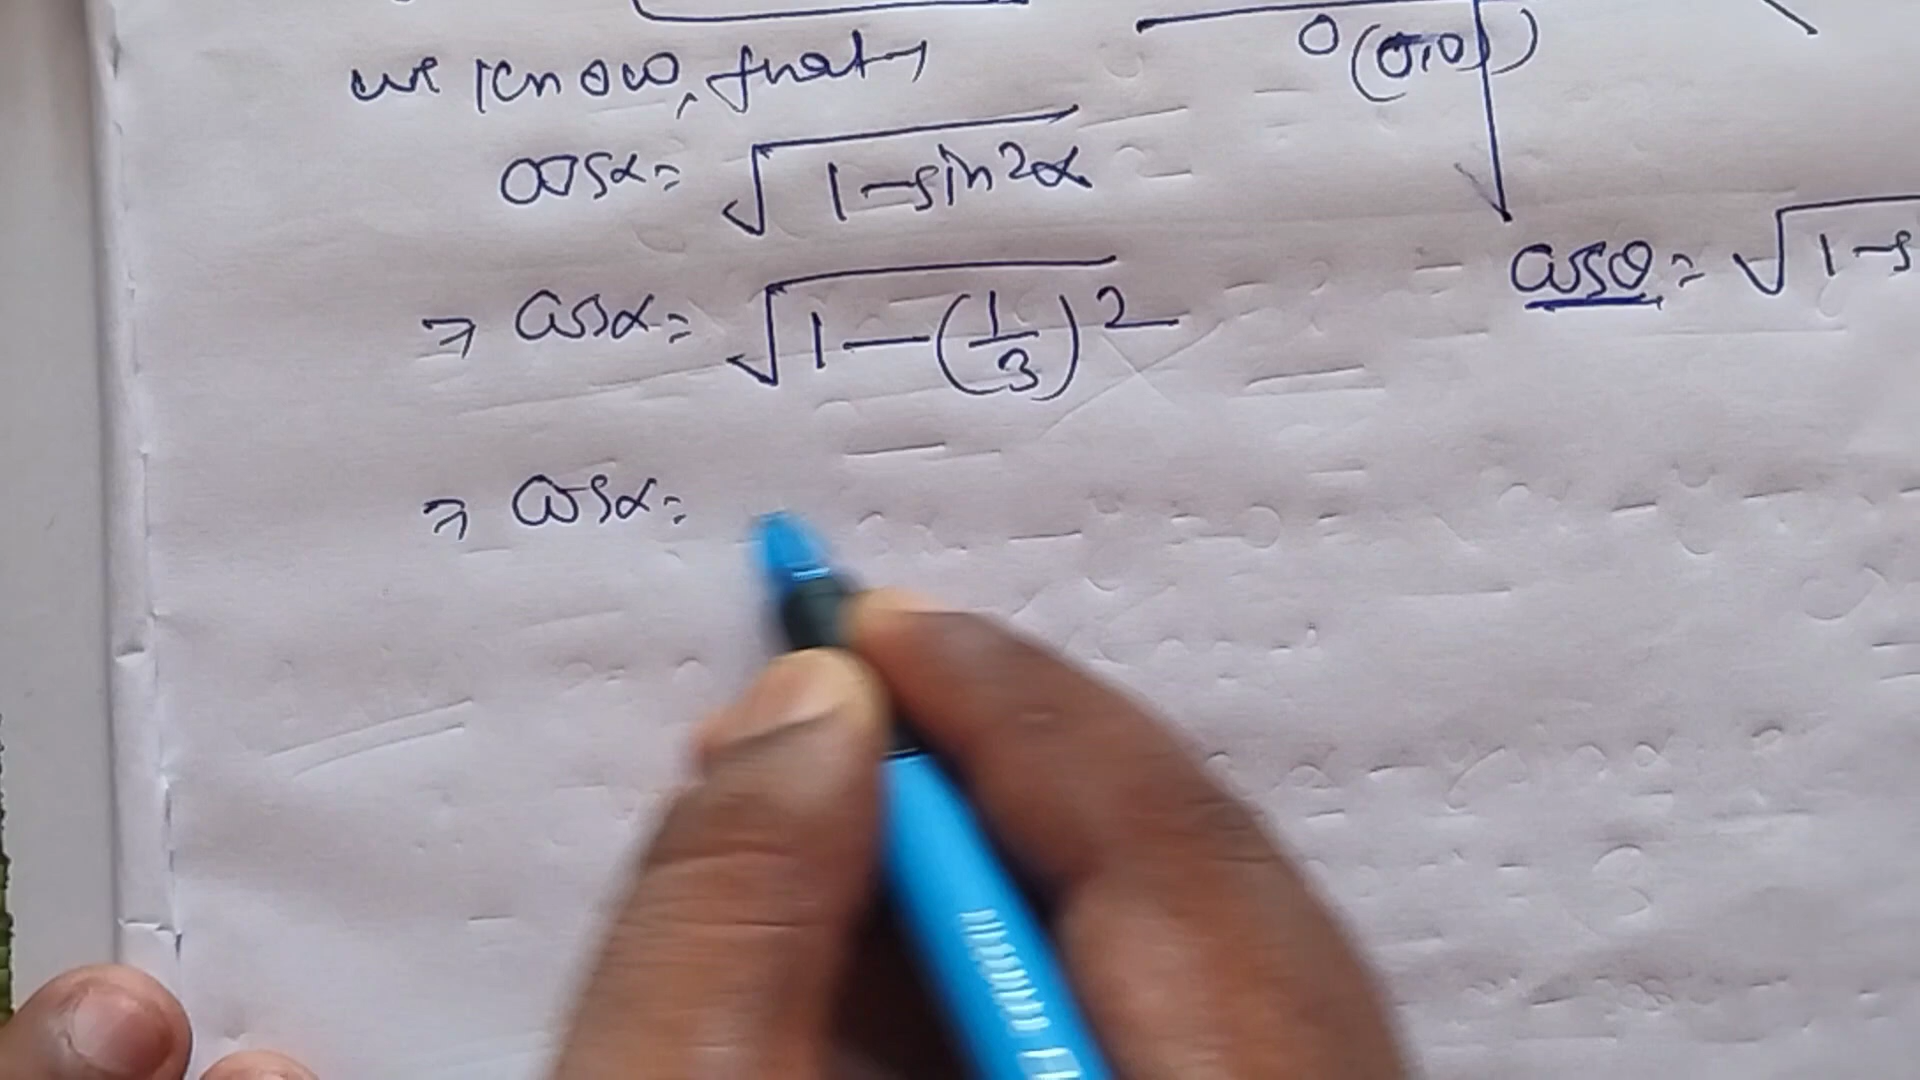 we know, that,
O(0,0)
cosα = √1-sin2α
cosθ = √1-s
⇒ cosα = √1-(1/3)2
⇒ cosα =